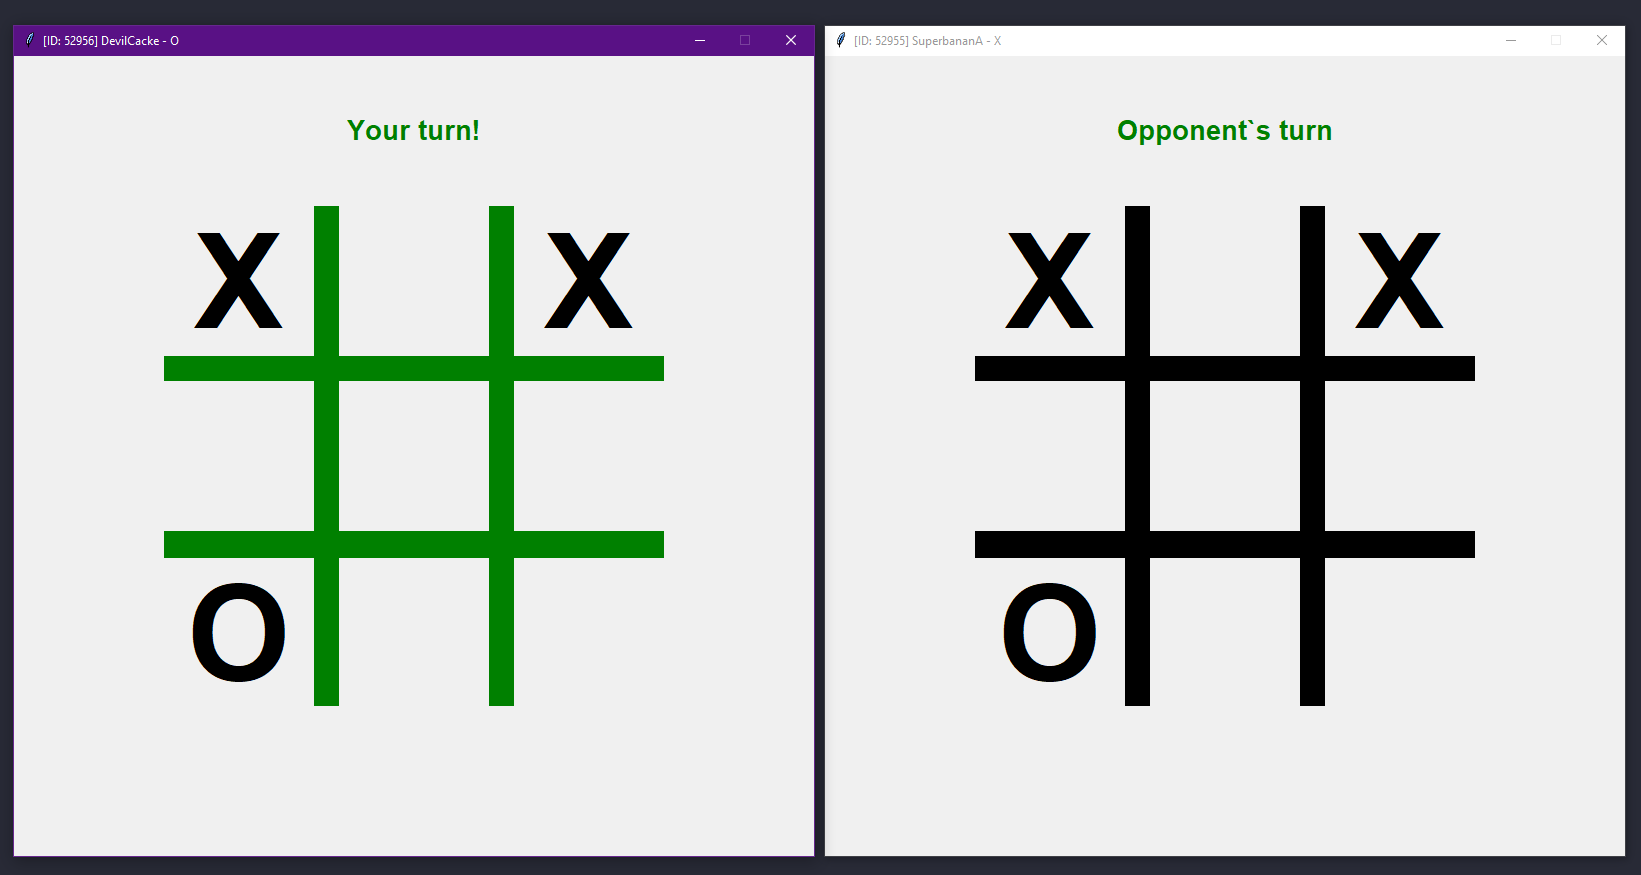 [ID: 52956] DevilCacke - O
Your turn!
X X
O
[ID: 52955] SuperbananA - X
Opponent`s turn
X X
O